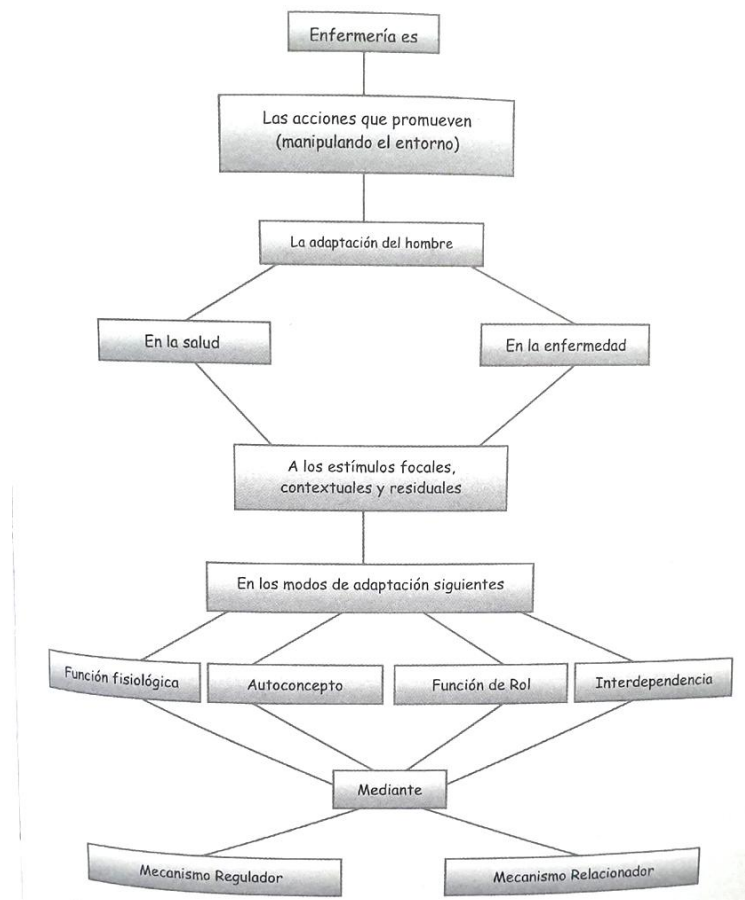 Enfermería es
Las acciones que promueven
(manipulando el entorno)
La adaptación del hombre
En la salud
En la enfermedad
A los estímulos focales,
contextuales y residuales
En los modos de adaptación siguientes
Función fisiológica
Autoconcepto
Función de Rol
Interdependencia
Mediante
Mecanismo Regulador
Mecanismo Relacionador